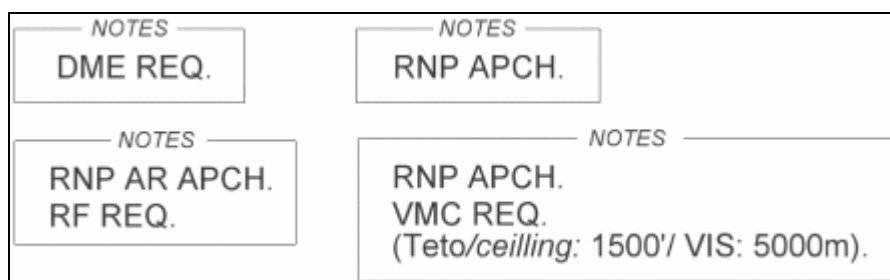 NOTES
DME REQ.
NOTES
RNP APCH.
NOTES
RNP AR APCH.
RF REQ.
NOTES
RNP APCH.
VMC REQ.
(Teto/ceilling: 1500'/ VIS: 5000m).